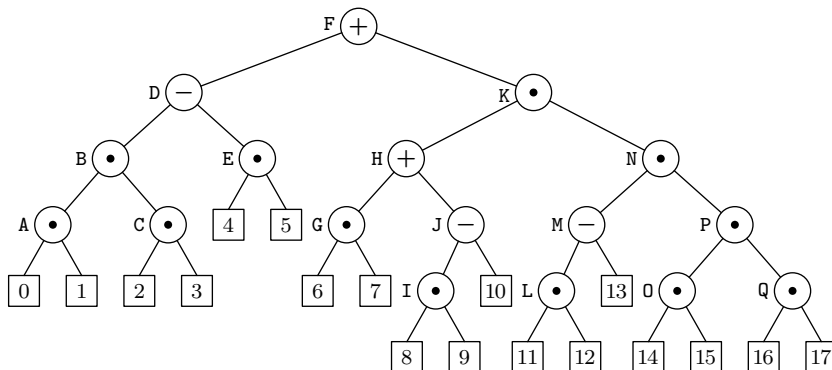 F +
D − K •
B • E • H + N •
A • C • 4 5 G • J − M − P •
0 1 2 3 6 7 I • 10 L • 13 O • Q •
8 9 11 12 14 15 16 17